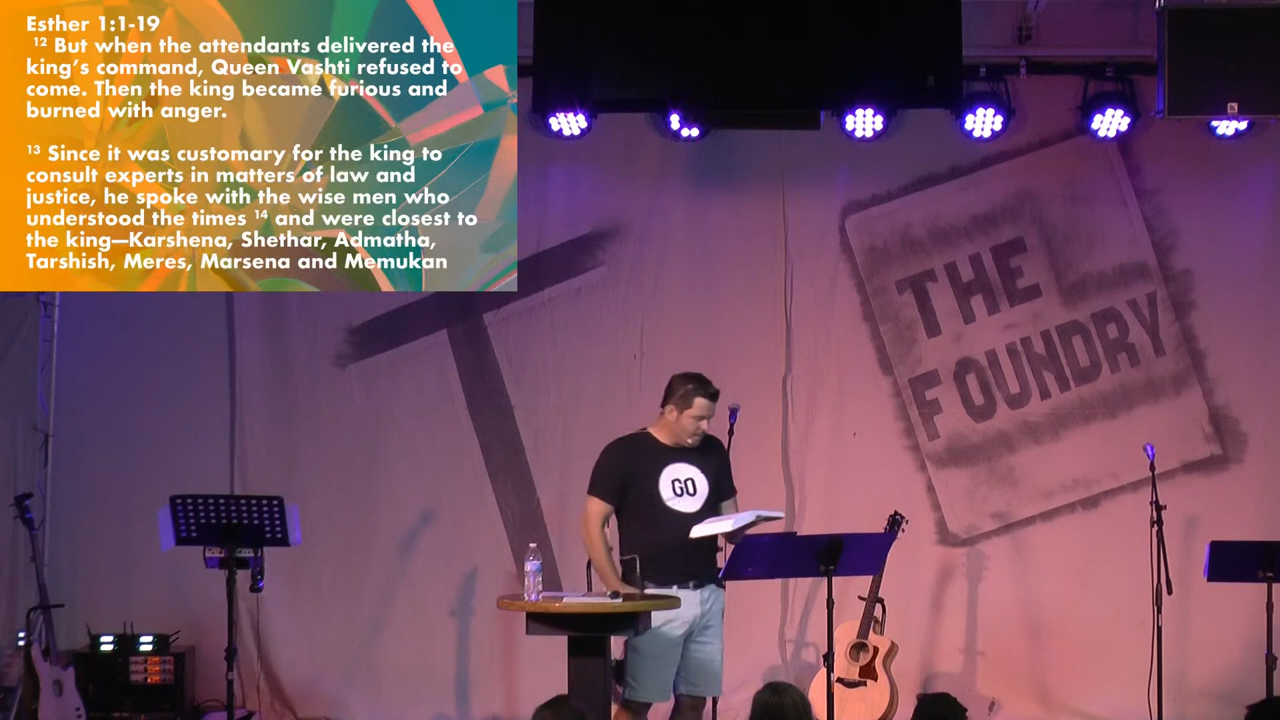 Esther 1:1-19
¹² But when the attendants delivered the
king’s command, Queen Vashti refused to
come. Then the king became furious and
burned with anger.
¹³ Since it was customary for the king to
consult experts in matters of law and
justice, he spoke with the wise men who
understood the times ¹⁴ and were closest to
the king—Karshena, Shethar, Admatha,
Tarshish, Meres, Marsena and Memukan
THE
FOUNDRY
GO